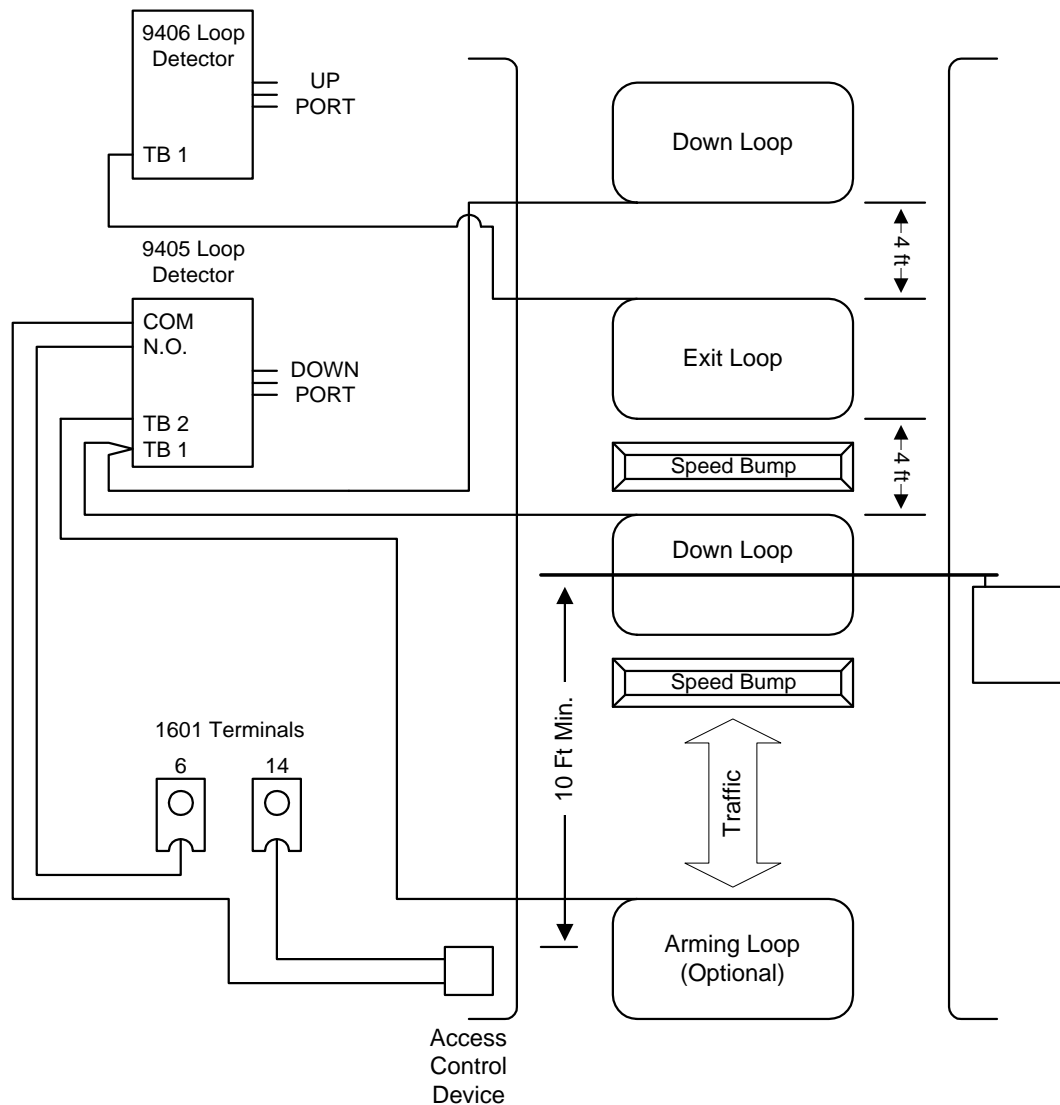 9406 Loop
Detector
UP
PORT
TB 1
Down Loop
4 ft
9405 Loop
Detector
COM
N.O.
DOWN
PORT
TB 2
TB 1
Exit Loop
4 ft
Speed Bump
Down Loop
Speed Bump
10 Ft Min.
Traffic
1601 Terminals
6 14
Arming Loop
(Optional)
Access
Control
Device